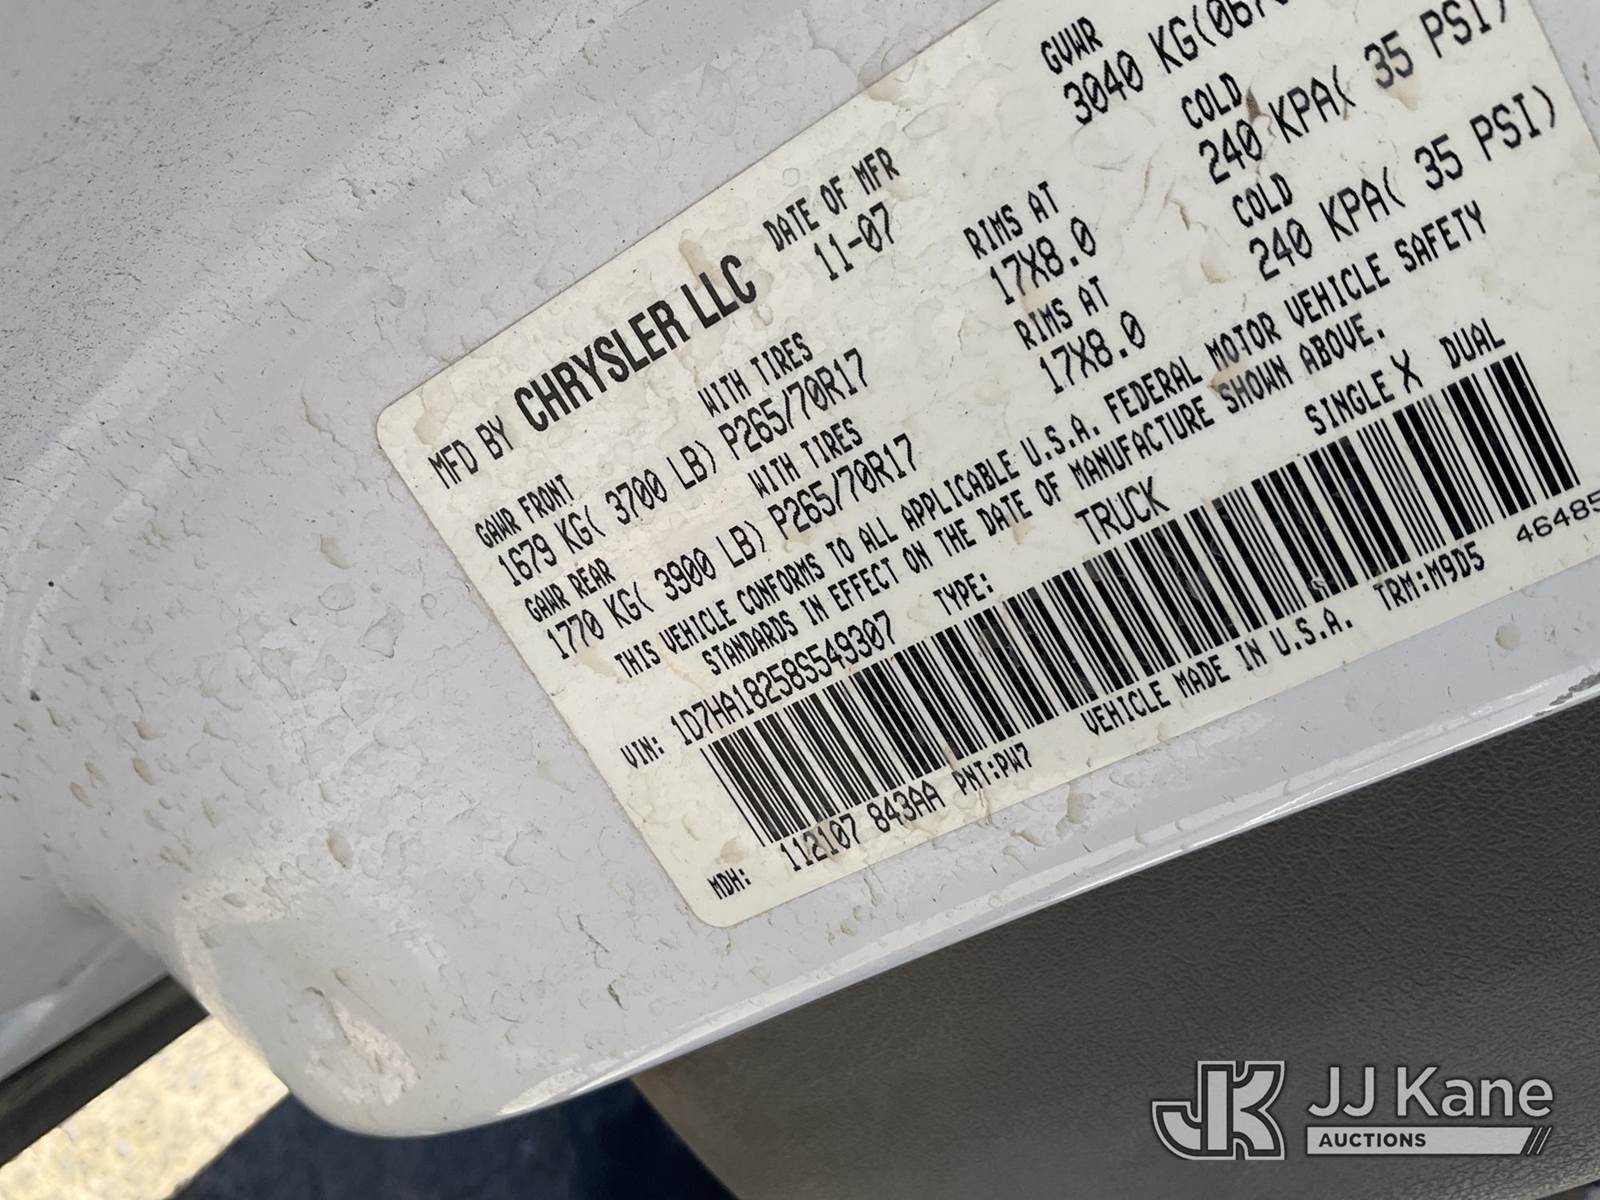 MFD BY CHRYSLER LLC DATE OF MFR 11-07 GVWR 3040 KG(
GAWR FRONT WITH TIRES RIMS AT COLD
1679 KG( 3700 LB) P265/70R17 17X8.0 240 KPA( 35 PSI)
GAWR REAR WITH TIRES RIMS AT COLD
1770 KG( 3900 LB) P265/70R17 17X8.0 240 KPA( 35 PSI)
THIS VEHICLE CONFORMS TO ALL APPLICABLE U.S.A. FEDERAL MOTOR VEHICLE SAFETY
STANDARDS IN EFFECT ON THE DATE OF MANUFACTURE SHOWN ABOVE.
VIN: 1D7HA18258S549307 TYPE: TRUCK SINGLE X DUAL
MDH: 112107 843AA PNT:PW7 VEHICLE MADE IN U.S.A. TRM:M9D5
JK JJ Kane
AUCTIONS